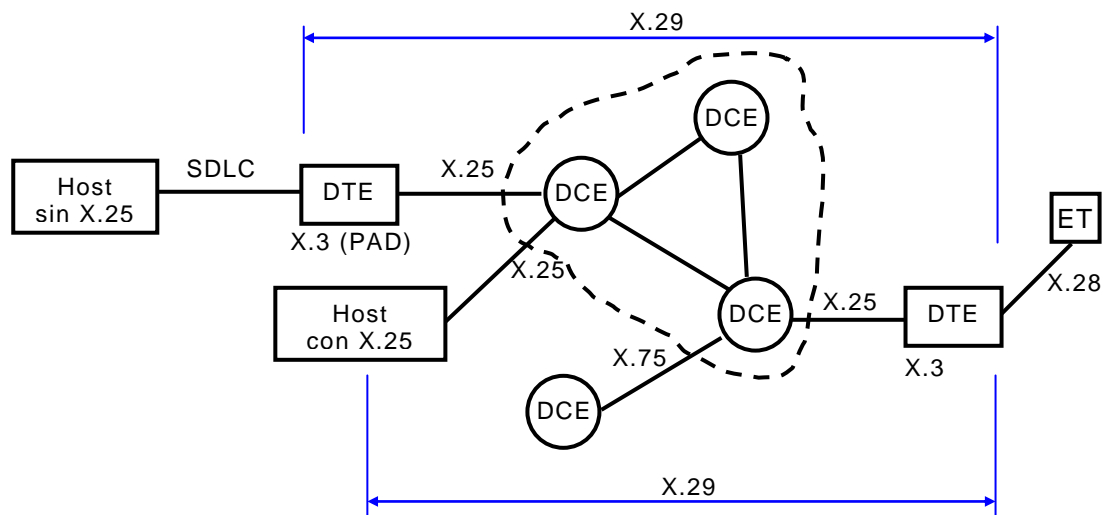 X.29
DCE
SDLC
X.25
Host
sin X.25
DTE
DCE
ET
X.3 (PAD)
X.25
X.28
Host
con X.25
DCE
X.25
DTE
X.75
X.3
DCE
X.29